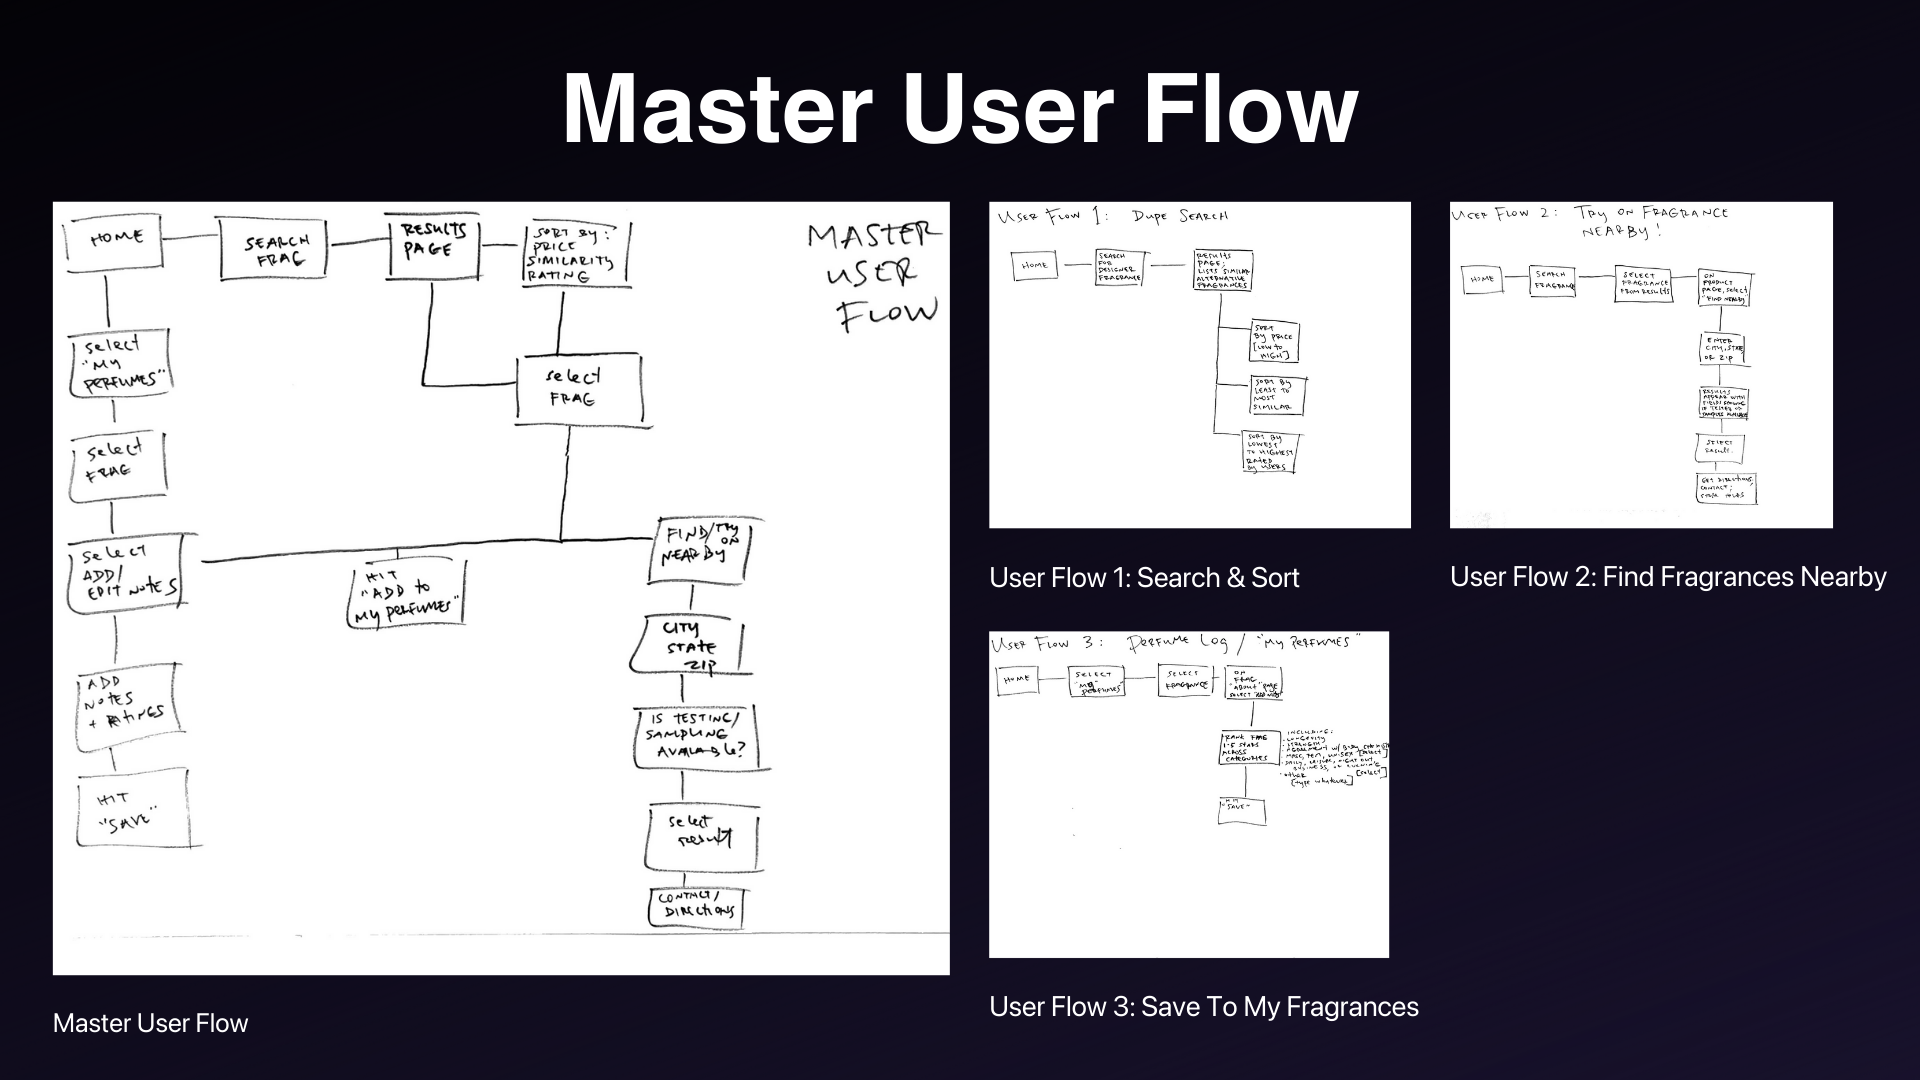 Master User Flow
MASTER
USER
FLOW
HOME
SEARCH
FRAG
RESULTS
PAGE
SORT BY:
PRICE
SIMILARITY
RATING
select
"MY
PERFUMES"
select
FRAG
select
FRAG
select
ADD/
EDIT NOTES
HIT
"ADD TO
MY PERFUMES"
FIND/TRY
ON
NEARBY
CITY
STATE
ZIP
ADD
NOTES
+ RATINGS
IS TESTING/
SAMPLING
AVAILABLE?
HIT
"SAVE"
select
result
CONTACT/
DIRECTIONS
Master User Flow
USER FLOW 1: DUPE SEARCH
HOME
SEARCH
FOR
DESIGNER
FRAGRANCE
RESULTS
PAGE;
LISTS SIMILAR
ALTERNATIVE
FRAGRANCES
SORT
BY PRICE
[LOW TO
HIGH]
SORT BY
LEAST TO
MOST
SIMILAR
SORT BY
LOWEST
TO HIGHEST
RATED
BY USERS
User Flow 1: Search & Sort
USER FLOW 2: TRY ON FRAGRANCE
NEARBY!
HOME
SEARCH
FRAGRANCE
SELECT
FRAGRANCE
FROM RESULTS
ON
PRODUCT
PAGE, select
"FIND NEARBY"
ENTER
CITY, STATE,
OR ZIP
RESULTS
APPEAR WITH
IF TESTER OR
SELECT
RESULT.
GET DIRECTIONS,
CONTACT,
STORE HOURS
User Flow 2: Find Fragrances Nearby
USER FLOW 3: PERFUME LOG / "MY PERFUMES"
HOME
SELECT
"MY
PERFUMES"
SELECT
FRAGRANCE
ON
FRAG
"ABOUT" PAGE
SELECT "ADD NOTES"
RANK FRAG
1-5 STARS
ACROSS
CATEGORIES
INCLUDING:
- LONGEVITY
- STRENGTH
- MASC, FEM, UNISEX [select]
- other [select]
[type whatever]
HIT
"SAVE"
User Flow 3: Save To My Fragrances